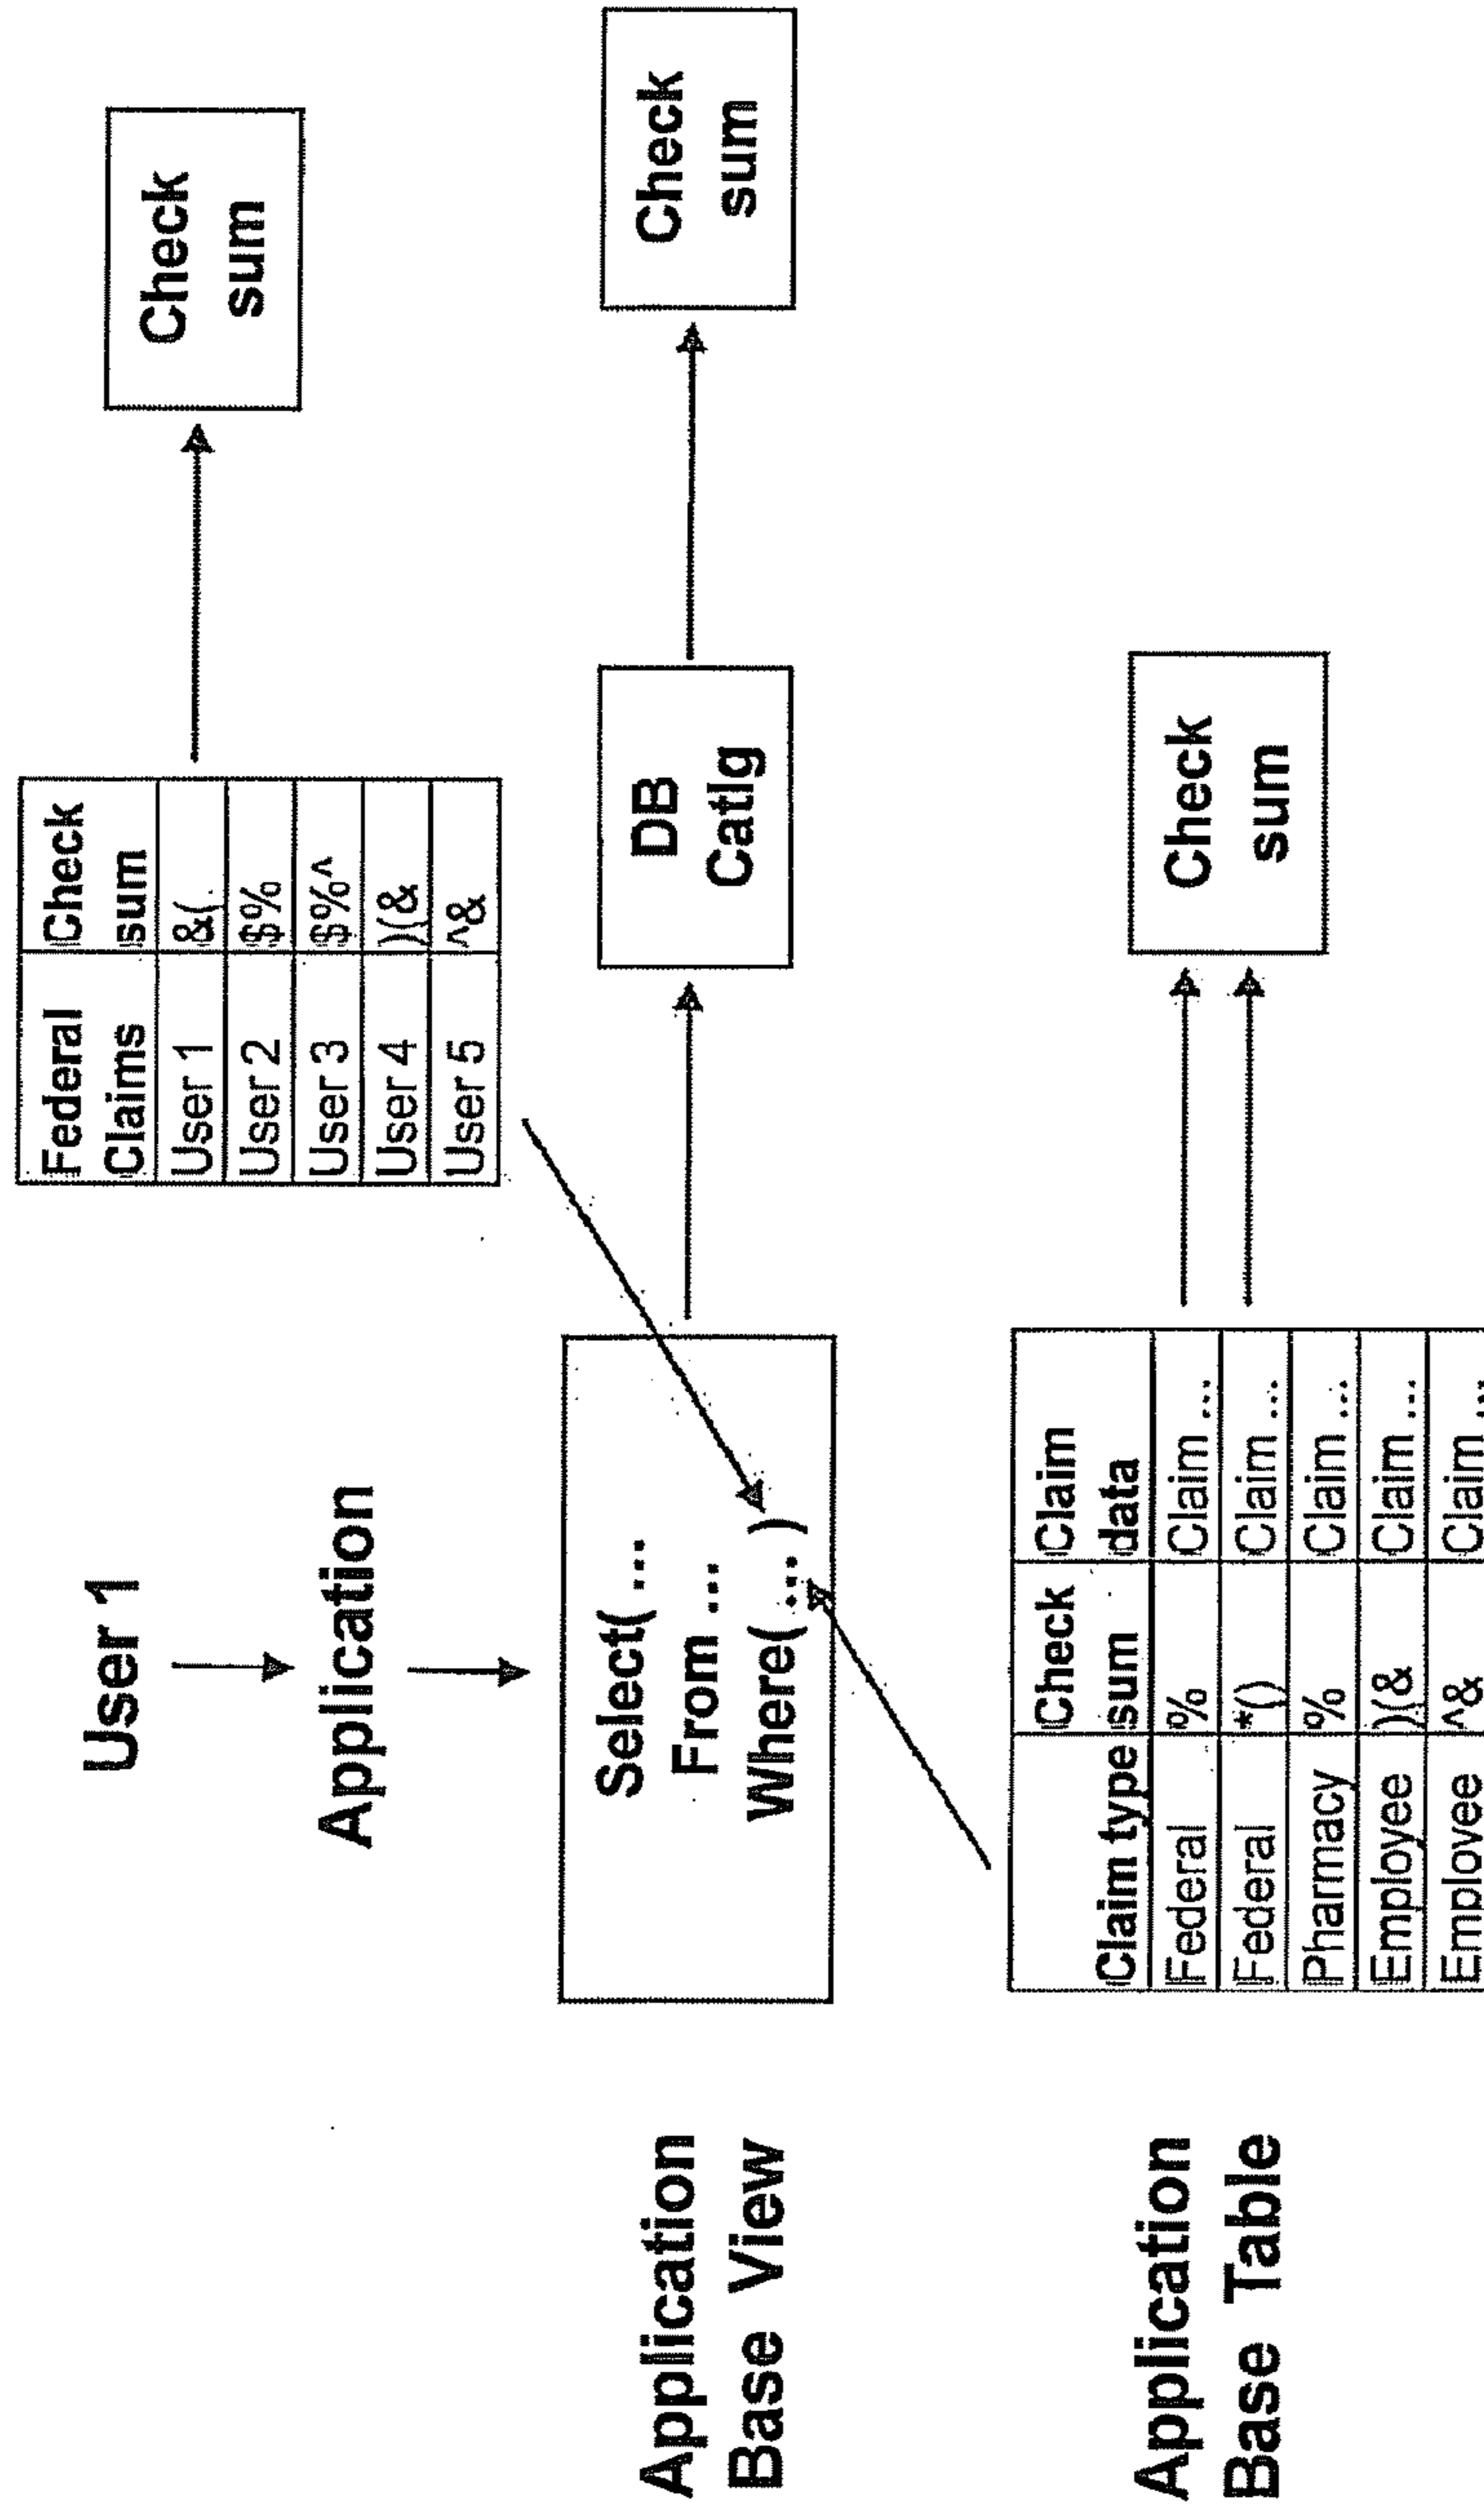 User 1
Application
Federal Claims | Check sum
User 1 | &(.
User 2 | $%
User 3 | $%^
User 4 | )(&
User 5 | ^&
Check
sum
Application
Base View
Select( ...
From ...
Where(... )
DB
Catlg
Check
sum
Application
Base Table
Claim type | Check sum | Claim data
Federal | % | Claim ...
Federal | *() | Claim ...
Pharmacy | % | Claim ...
Employee | )(& | Claim ...
Employee | ^& | Claim ...
Check
sum